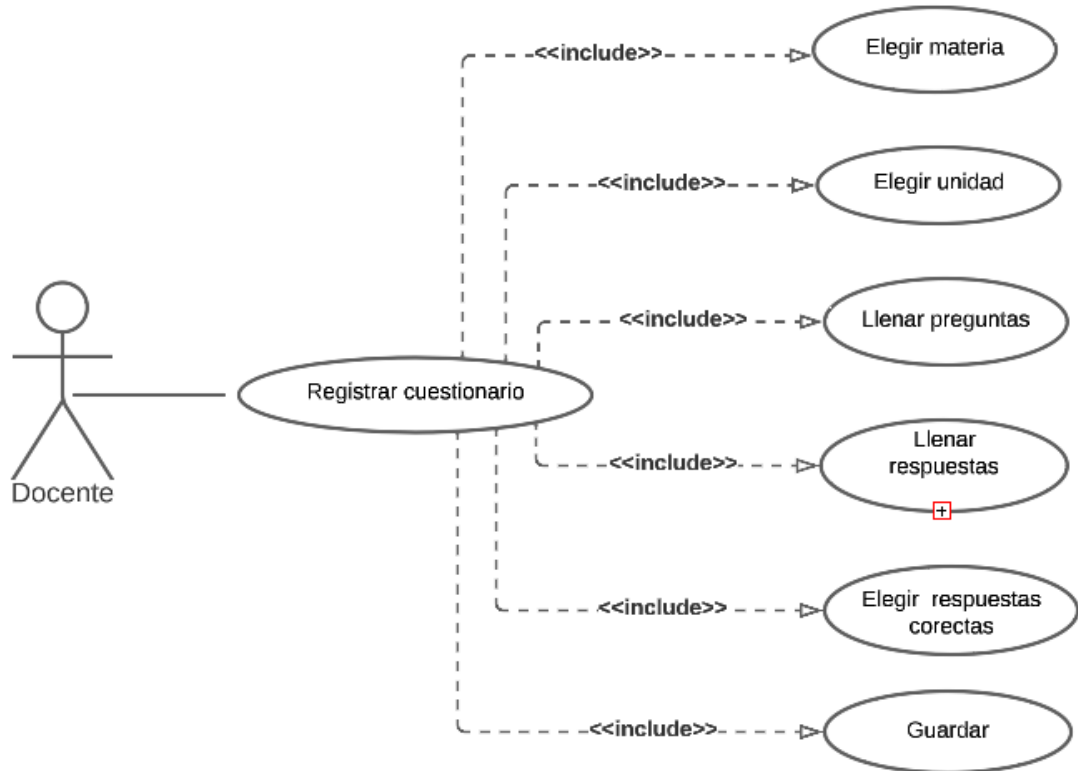 <<include>>
Elegir materia
<<include>>
Elegir unidad
<<include>>
Llenar preguntas
Registrar cuestionario
Docente
<<include>>
Llenar
respuestas
+
<<include>>
Elegir respuestas
corectas
<<include>>
Guardar